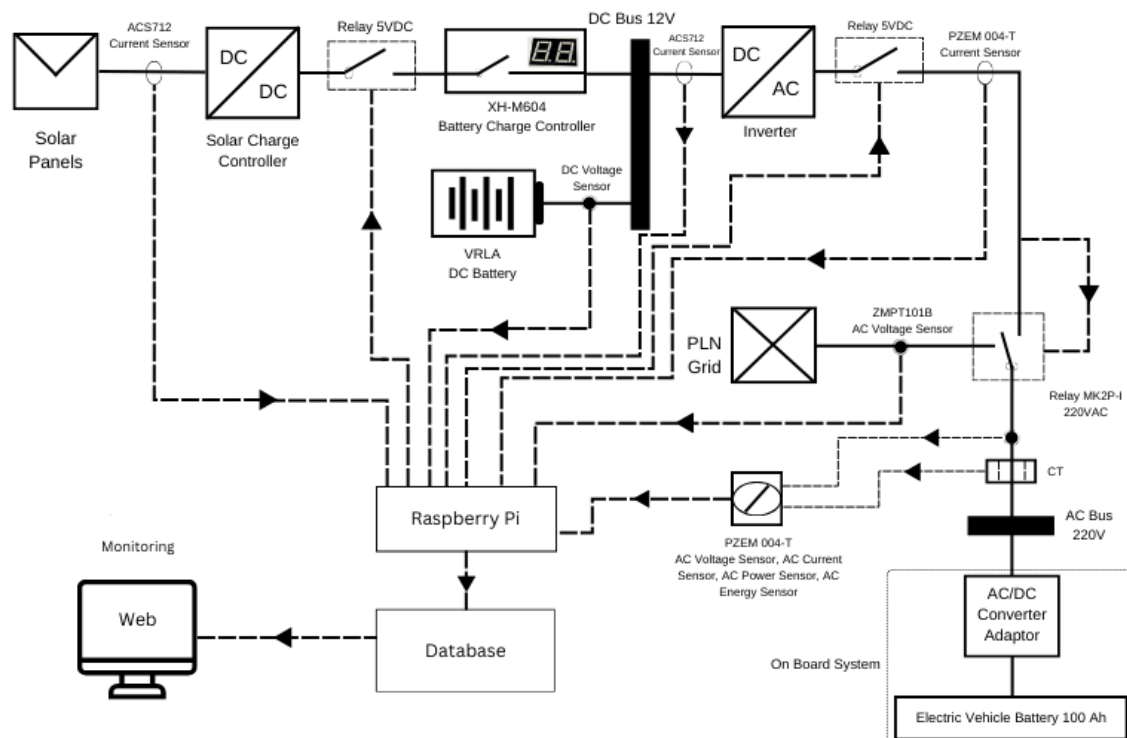 ACS712
Current Sensor
Relay 5VDC
DC Bus 12V
ACS712
Current Sensor
Relay 5VDC
PZEM 004-T
Current Sensor
DC
DC
8.8.
DC
AC
Solar
Panels
Solar Charge
Controller
XH-M604
Battery Charge Controller
Inverter
DC Voltage
Sensor
VRLA
DC Battery
ZMPT101B
AC Voltage Sensor
PLN
Grid
Relay MK2P-I
220VAC
CT
Raspberry Pi
AC Bus
220V
PZEM 004-T
AC Voltage Sensor, AC Current
Sensor, AC Power Sensor, AC
Energy Sensor
Monitoring
Web
Database
AC/DC
Converter
Adaptor
On Board System
Electric Vehicle Battery 100 Ah